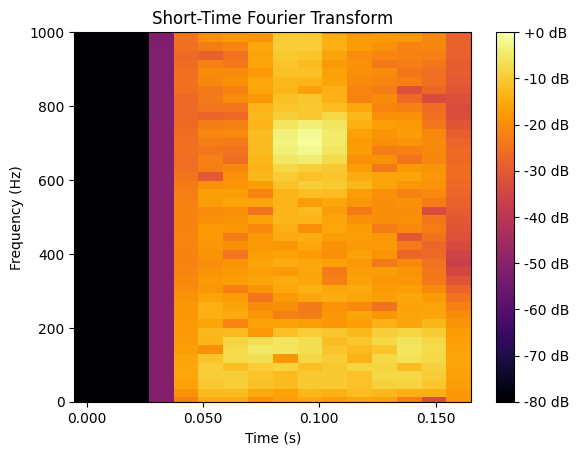 Short-Time Fourier Transform
Frequency (Hz)
1000
800
600
400
200
0
0.000
0.050
0.100
0.150
Time (s)
+0 dB
-10 dB
-20 dB
-30 dB
-40 dB
-50 dB
-60 dB
-70 dB
-80 dB